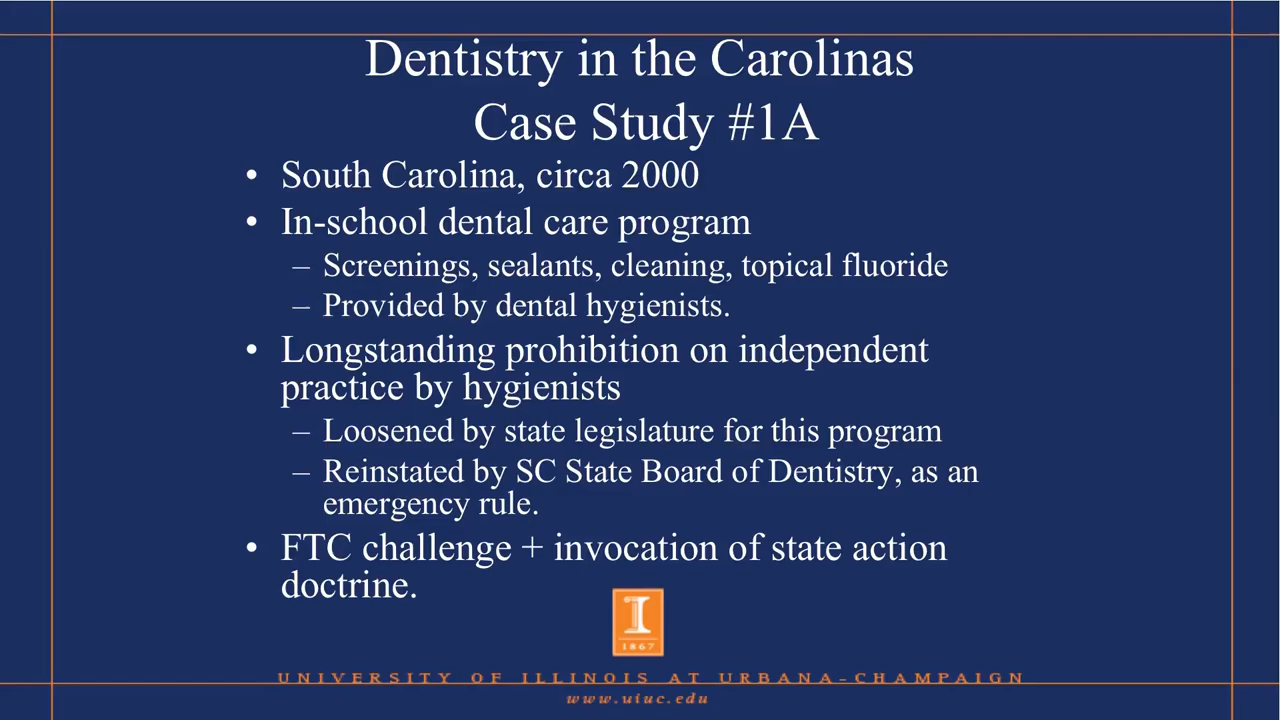 Dentistry in the Carolinas
Case Study #1A
• South Carolina, circa 2000
• In-school dental care program
– Screenings, sealants, cleaning, topical fluoride
– Provided by dental hygienists.
• Longstanding prohibition on independent
practice by hygienists
– Loosened by state legislature for this program
– Reinstated by SC State Board of Dentistry, as an
emergency rule.
• FTC challenge + invocation of state action
doctrine.
I
1867
UNIVERSITY OF ILLINOIS AT URBANA-CHAMPAIGN
www.uiuc.edu